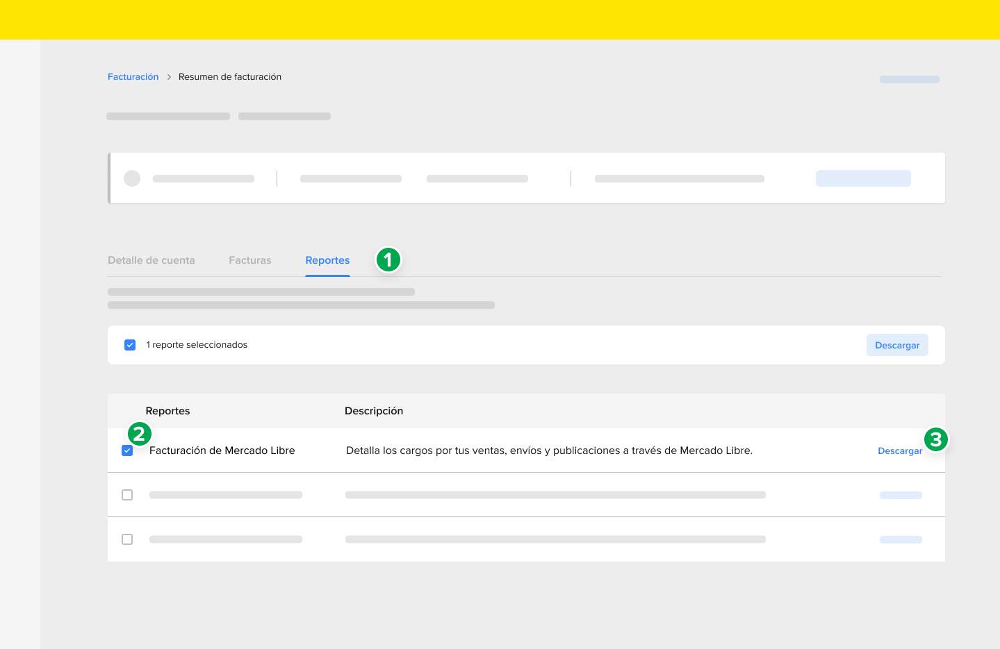 Facturación > Resumen de facturación
Detalle de cuenta Facturas Reportes 1
1 reporte seleccionados Descargar
Reportes Descripción
2
3
Facturación de Mercado Libre Detalla los cargos por tus ventas, envíos y publicaciones a través de Mercado Libre. Descargar